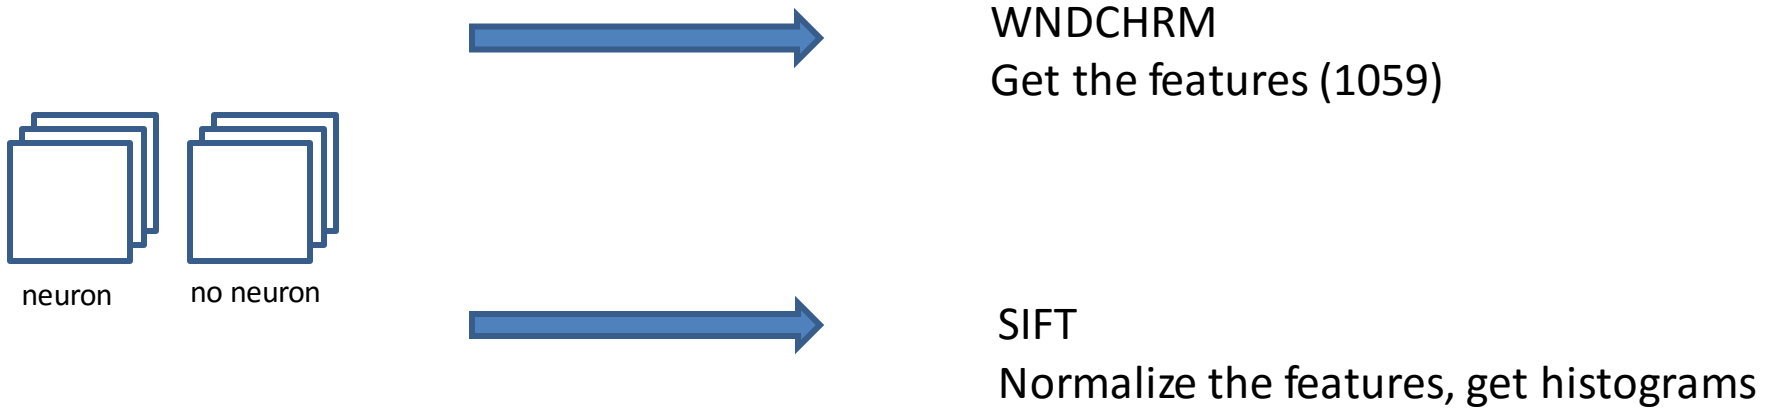 WNDCHRM
Get the features (1059)
neuron
no neuron
SIFT
Normalize the features, get histograms